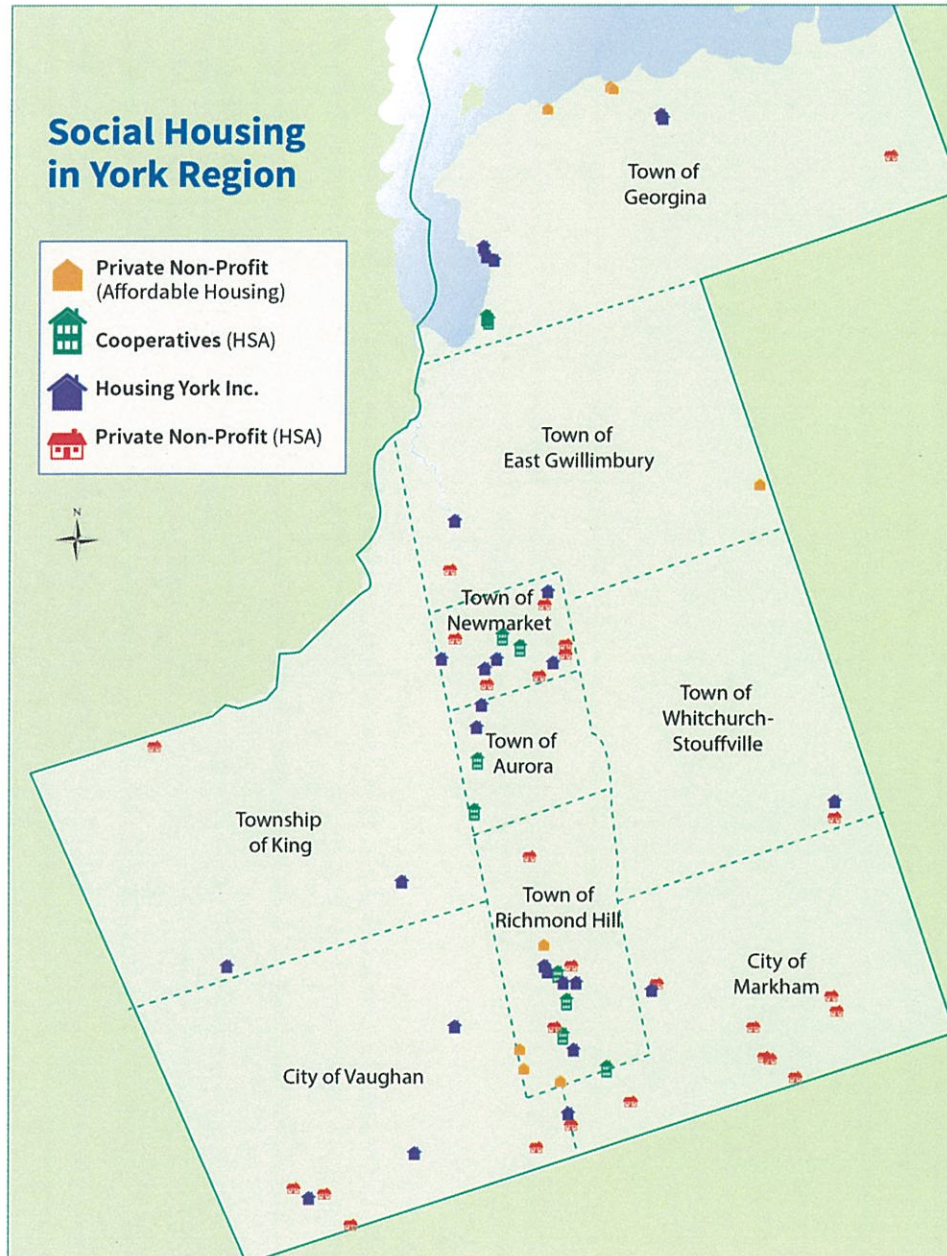 Social Housing
in York Region
Private Non-Profit
(Affordable Housing)
Cooperatives (HSA)
Housing York Inc.
Private Non-Profit (HSA)
N
Town of
Georgina
Town of
East Gwillimbury
Town of
Newmarket
Town of
Whitchurch-
Stouffville
Town of
Aurora
Township
of King
Town of
Richmond Hill
City of
Markham
City of Vaughan